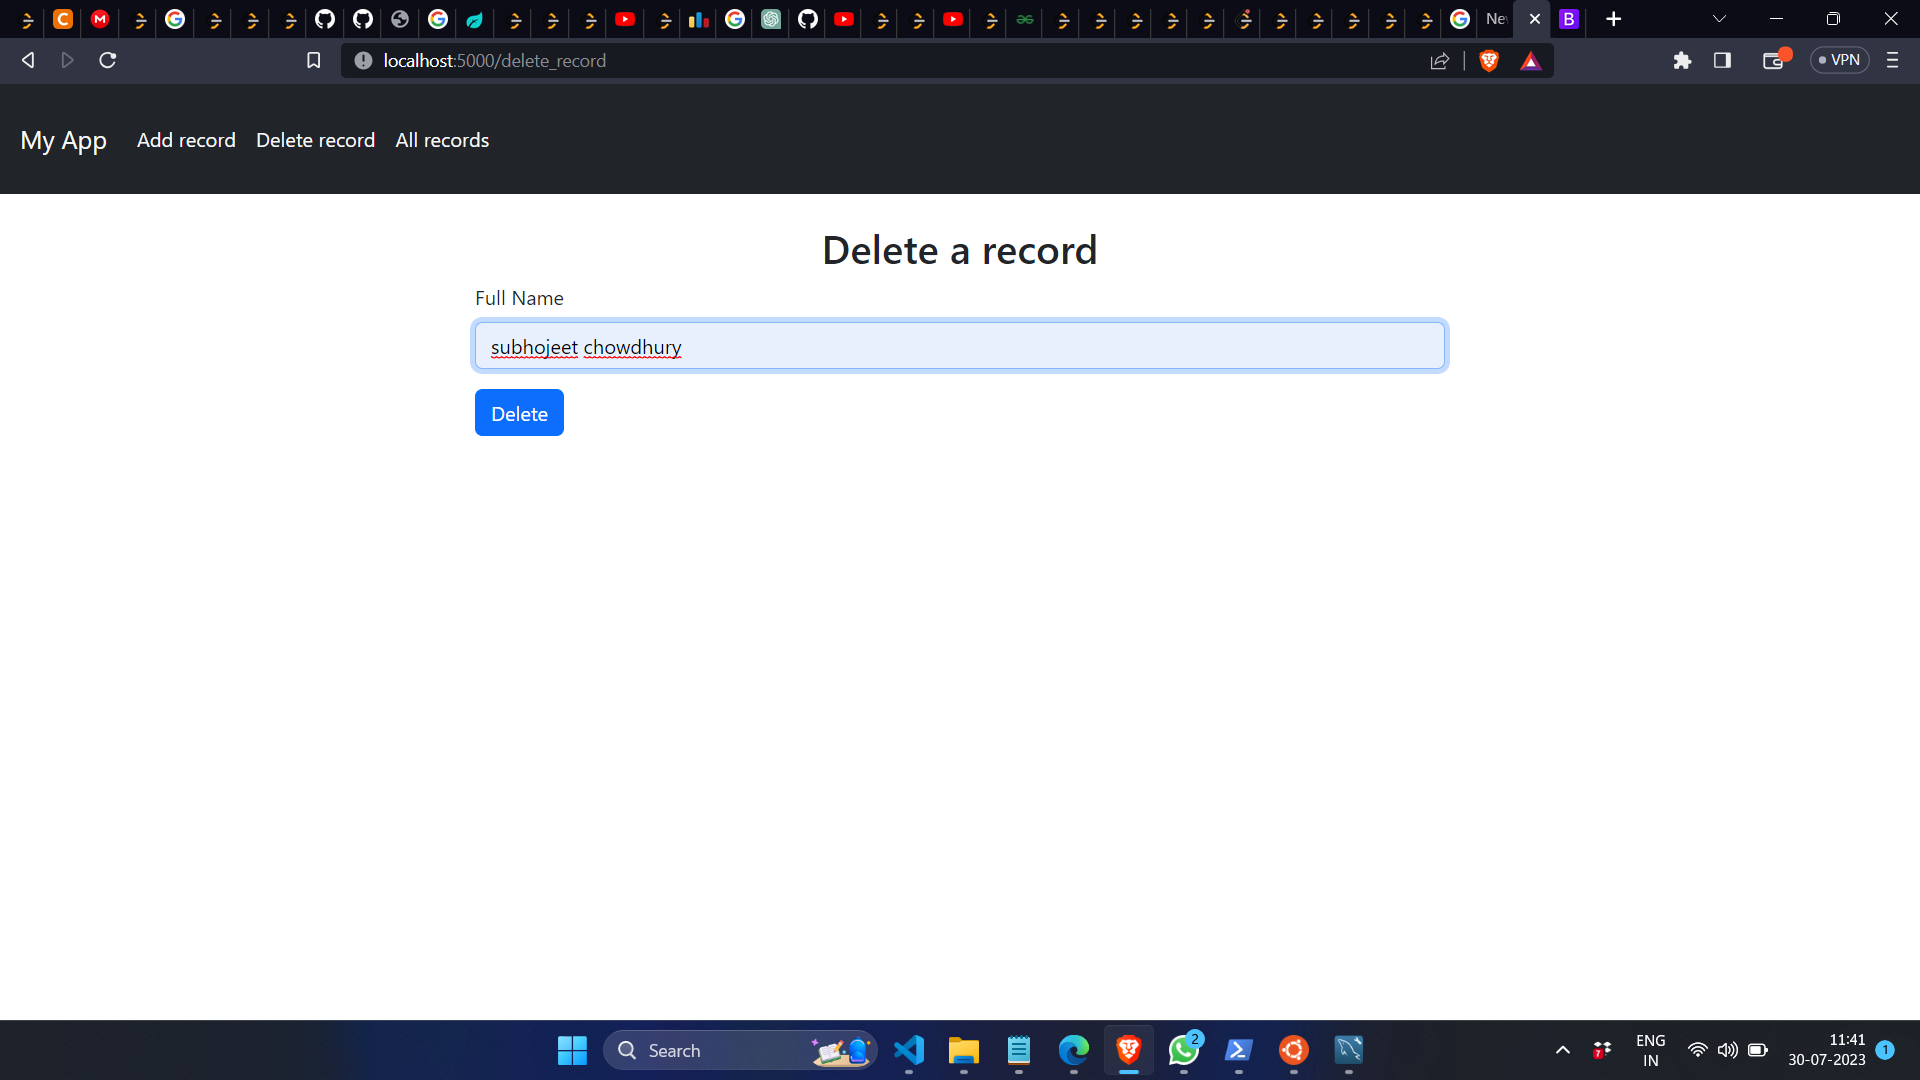 C
M
Ne
B
localhost:5000/delete_record
VPN
My App
Add record
Delete record
All records
Delete a record
Full Name
subhojeet chowdhury
Delete
Search
2
7
ENG
IN
11:41
30-07-2023
1